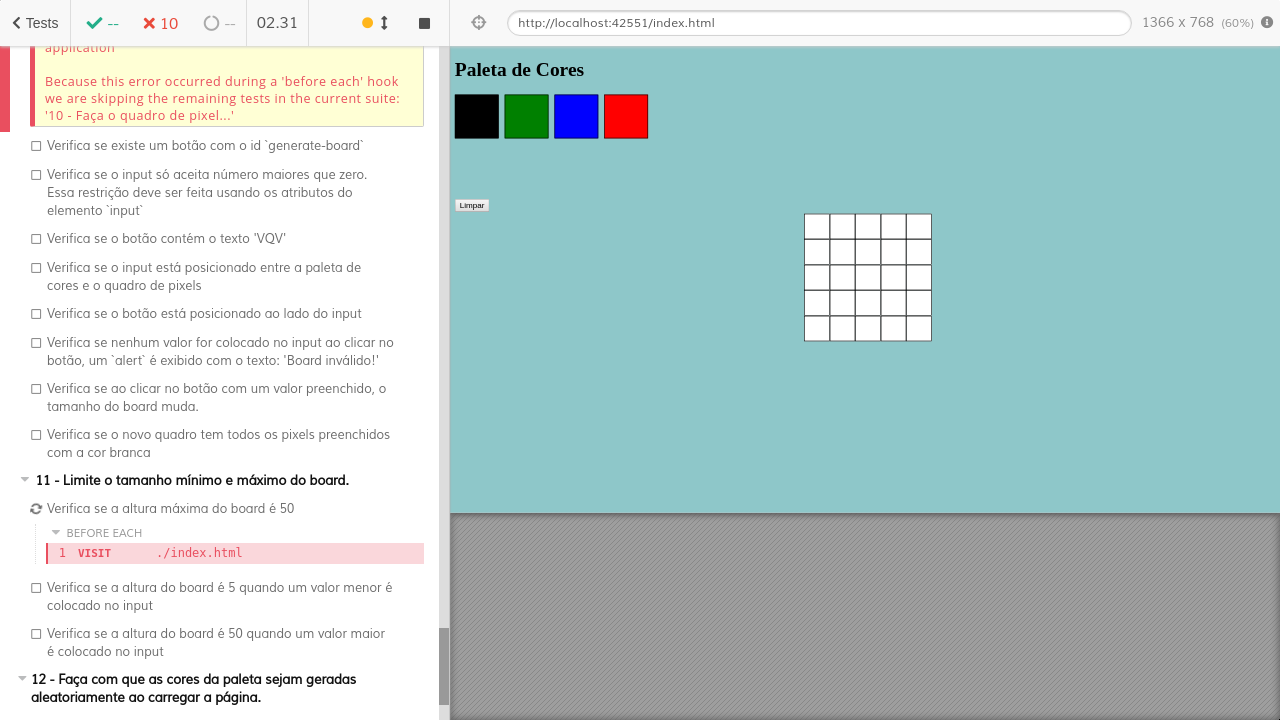 Tests
--
10
--
02.31
http://localhost:42551/index.html
1366 x 768 (60%)
application
Because this error occurred during a 'before each' hook
we are skipping the remaining tests in the current suite:
'10 - Faça o quadro de pixel...'
Verifica se existe um botão com o id `generate-board`
Verifica se o input só aceita número maiores que zero.
Essa restrição deve ser feita usando os atributos do
elemento `input`
Verifica se o botão contém o texto 'VQV'
Verifica se o input está posicionado entre a paleta de
cores e o quadro de pixels
Verifica se o botão está posicionado ao lado do input
Verifica se nenhum valor for colocado no input ao clicar no
botão, um `alert` é exibido com o texto: 'Board inválido!'
Verifica se ao clicar no botão com um valor preenchido, o
tamanho do board muda.
Verifica se o novo quadro tem todos os pixels preenchidos
com a cor branca
11 - Limite o tamanho mínimo e máximo do board.
Verifica se a altura máxima do board é 50
BEFORE EACH
1 VISIT ./index.html
Verifica se a altura do board é 5 quando um valor menor é
colocado no input
Verifica se a altura do board é 50 quando um valor maior
é colocado no input
12 - Faça com que as cores da paleta sejam geradas
aleatoriamente ao carregar a página.
Paleta de Cores
Limpar